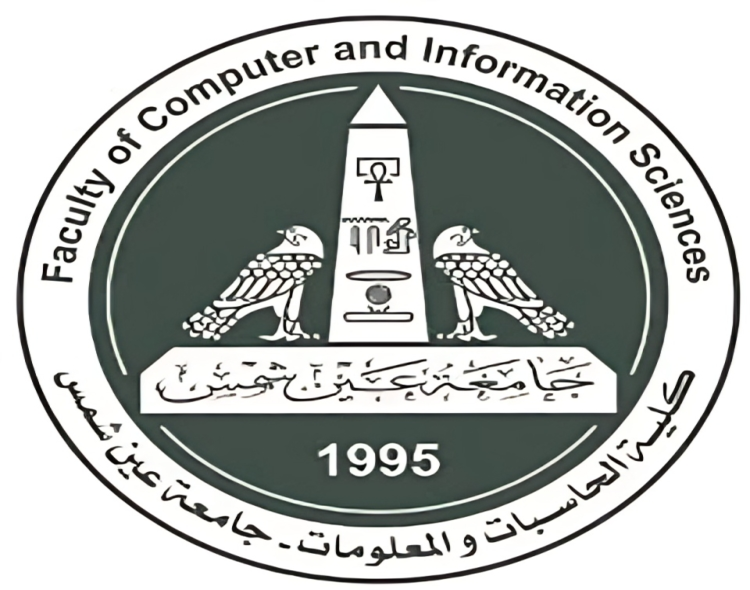 Faculty of Computer and Information Sciences
جامعة عين شمس
1995
كلية الحاسبات و المعلومات - جامعة عين شمس